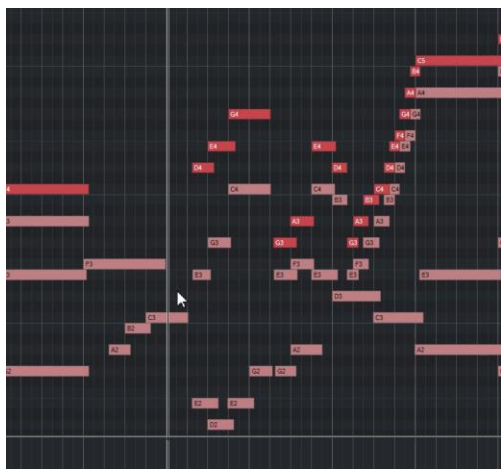 C5
B4
A4 A4
G4 G4 G4
F4 F4
E4 E4 E4 E4
D4 D4 D4 D4
C4 C4 C4 C4
B3 B3 B3
A3 A3 A3
G3 G3 G3 G3
F3 F3 F3
E3 E3 E3 E3 E3
D3
C3 C3
B2
A2 A2 A2
G2 G2
E2 E2
D2